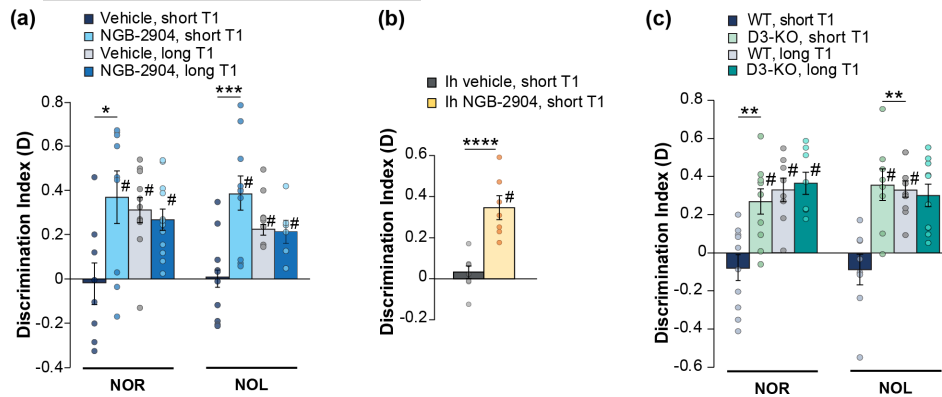 (a)
Vehicle, short T1
NGB-2904, short T1
Vehicle, long T1
NGB-2904, long T1
Discrimination Index (D)
0.8
0.6
0.4
0.2
0
-0.2
-0.4
*
***
#
#
#
#
#
#
NOR
NOL
(b)
Ih vehicle, short T1
Ih NGB-2904, short T1
Discrimination Index (D)
0.6
0.4
0.2
0
-0.2
****
#
(c)
WT, short T1
D3-KO, short T1
WT, long T1
D3-KO, long T1
Discrimination Index (D)
0.8
0.6
0.4
0.2
0
-0.2
-0.4
-0.6
**
**
#
#
#
#
#
#
NOR
NOL